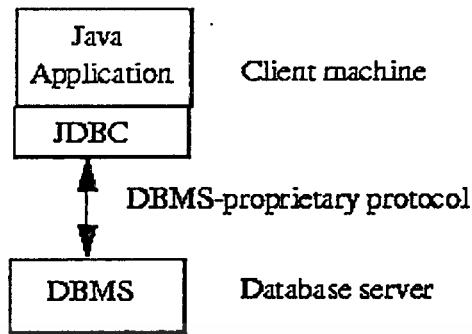 Java
Application
Client machine
JDBC
DBMS-proprietary protocol
DBMS
Database server